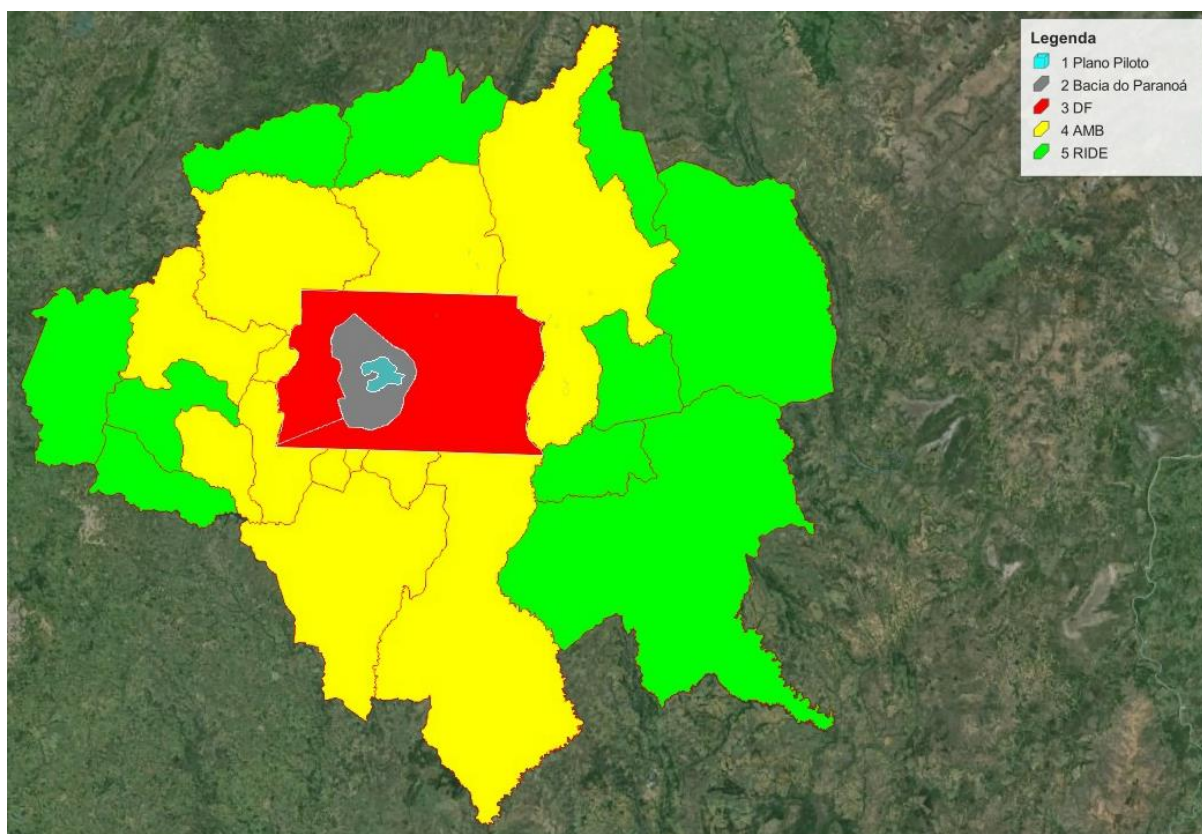 Legenda
1 Plano Piloto
2 Bacia do Paranoá
3 DF
4 AMB
5 RIDE